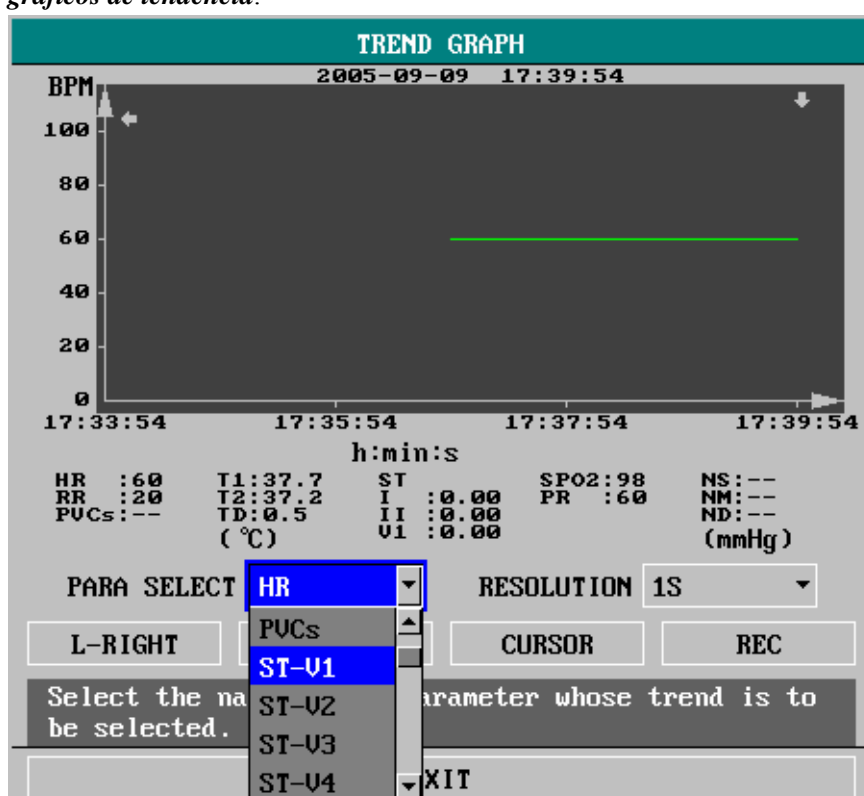 gráficos de tendencia.
TREND GRAPH
2005-09-09 17:39:54
BPM
100
80
60
40
20
0
17:33:54 17:35:54 17:37:54 17:39:54
h:min:s
HR :60 T1:37.7 ST SPO2:98 NS:--
RR :20 T2:37.2 I :0.00 PR :60 NM:--
PVCs:-- TD:0.5 II :0.00 ND:--
(℃) V1 :0.00 (mmHg)
PARA SELECT HR RESOLUTION 1S
PVCs
L-RIGHT CURSOR REC
ST-V1
Select the na arameter whose trend is to
ST-V2
be selected.
ST-V3
ST-V4
XIT